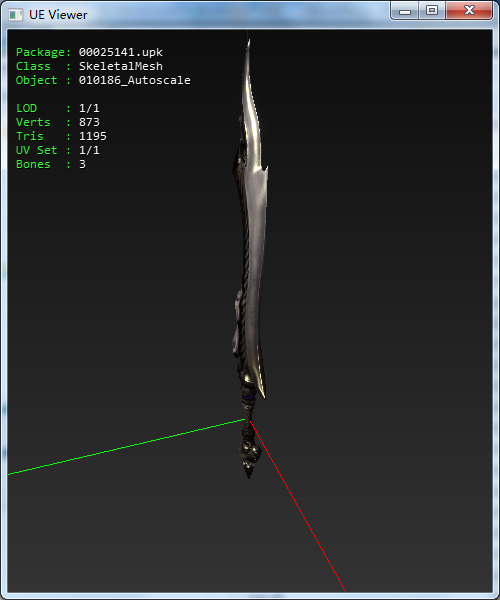 UE Viewer
Package: 00025141.upk
Class  : SkeletalMesh
Object : 010186_Autoscale
LOD    : 1/1
Verts  : 873
Tris   : 1195
UV Set : 1/1
Bones  : 3